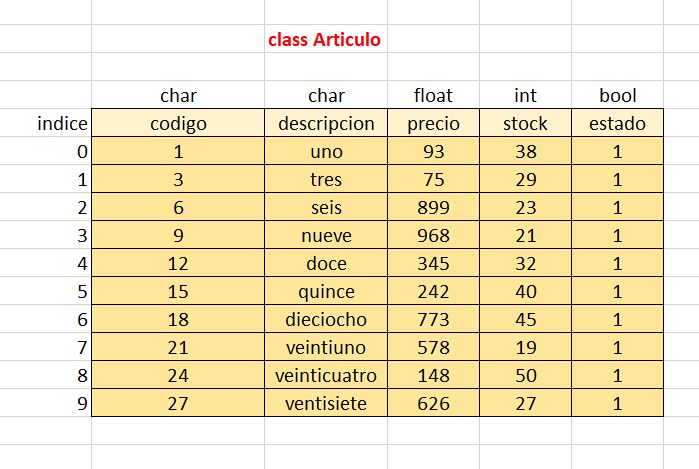 class Articulo
char char float int bool
indice codigo descripcion precio stock estado
0 1 uno 93 38 1
1 3 tres 75 29 1
2 6 seis 899 23 1
3 9 nueve 968 21 1
4 12 doce 345 32 1
5 15 quince 242 40 1
6 18 dieciocho 773 45 1
7 21 veintiuno 578 19 1
8 24 veinticuatro 148 50 1
9 27 ventisiete 626 27 1